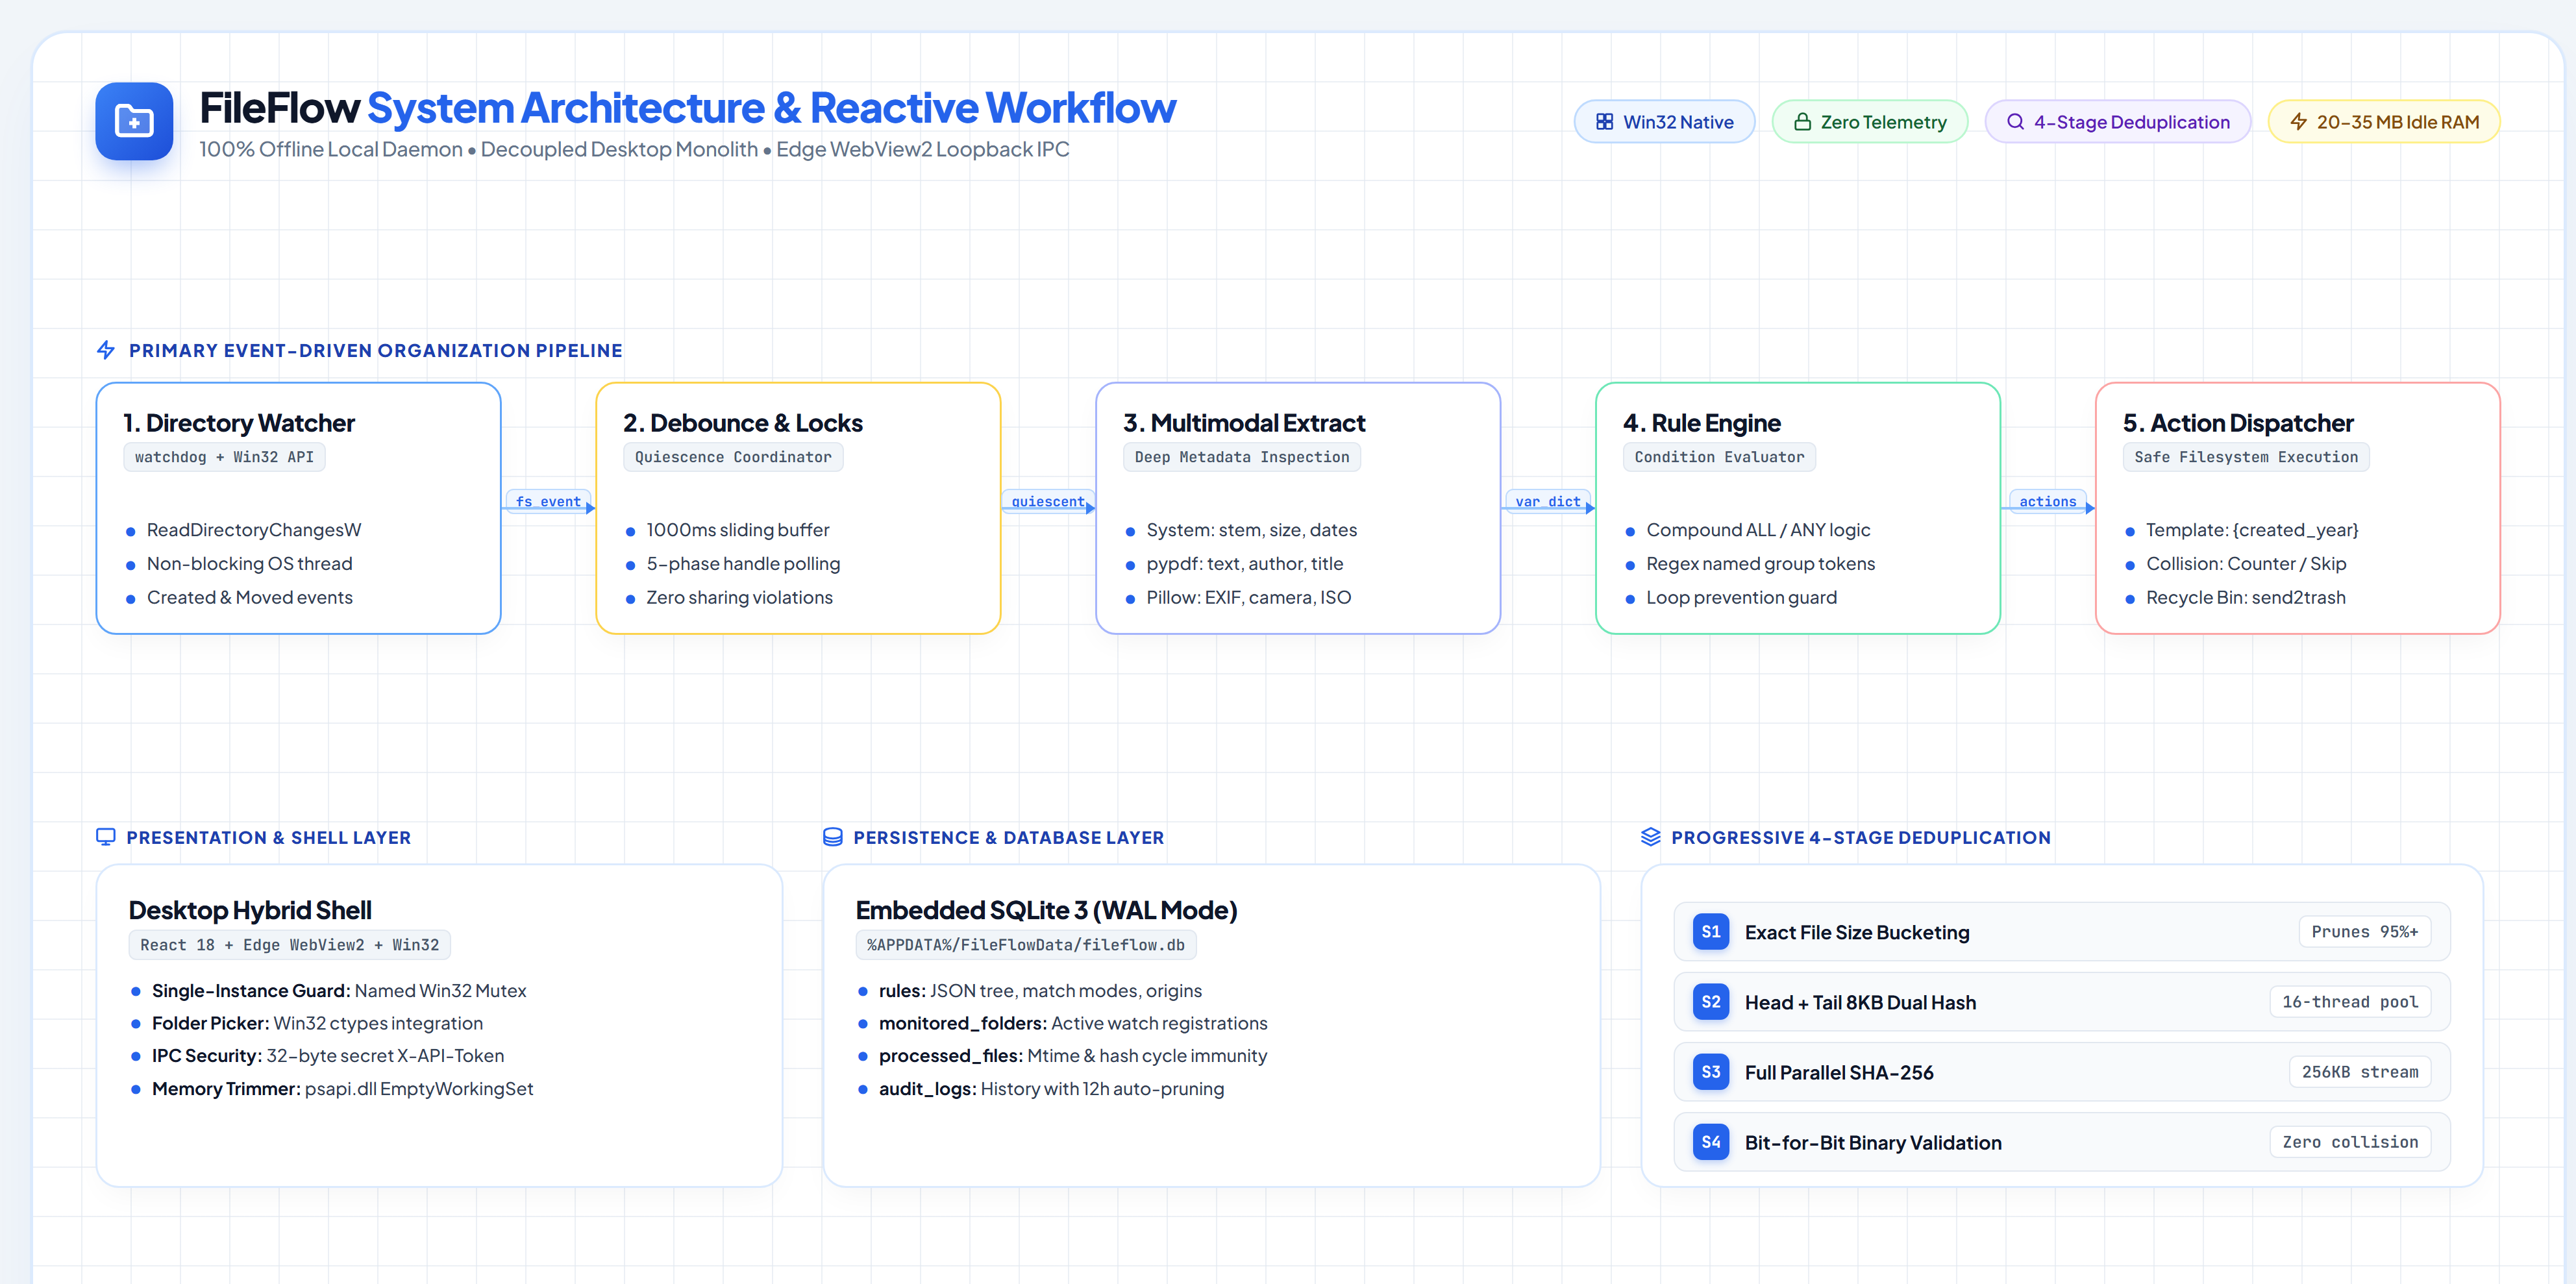 FileFlow System Architecture & Reactive Workflow
100% Offline Local Daemon • Decoupled Desktop Monolith • Edge WebView2 Loopback IPC
Win32 Native
Zero Telemetry
4-Stage Deduplication
20-35 MB Idle RAM
PRIMARY EVENT-DRIVEN ORGANIZATION PIPELINE
1. Directory Watcher
watchdog + Win32 API
• ReadDirectoryChangesW
• Non-blocking OS thread
• Created & Moved events
fs_event
2. Debounce & Locks
Quiescence Coordinator
• 1000ms sliding buffer
• 5-phase handle polling
• Zero sharing violations
quiescent
3. Multimodal Extract
Deep Metadata Inspection
• System: stem, size, dates
• pypdf: text, author, title
• Pillow: EXIF, camera, ISO
var_dict
4. Rule Engine
Condition Evaluator
• Compound ALL / ANY logic
• Regex named group tokens
• Loop prevention guard
actions
5. Action Dispatcher
Safe Filesystem Execution
• Template: {created_year}
• Collision: Counter / Skip
• Recycle Bin: send2trash
PRESENTATION & SHELL LAYER
Desktop Hybrid Shell
React 18 + Edge WebView2 + Win32
• Single-Instance Guard: Named Win32 Mutex
• Folder Picker: Win32 ctypes integration
• IPC Security: 32-byte secret X-API-Token
• Memory Trimmer: psapi.dll EmptyWorkingSet
PERSISTENCE & DATABASE LAYER
Embedded SQLite 3 (WAL Mode)
%APPDATA%/FileFlowData/fileflow.db
• rules: JSON tree, match modes, origins
• monitored_folders: Active watch registrations
• processed_files: Mtime & hash cycle immunity
• audit_logs: History with 12h auto-pruning
PROGRESSIVE 4-STAGE DEDUPLICATION
S1 Exact File Size Bucketing Prunes 95%+
S2 Head + Tail 8KB Dual Hash 16-thread pool
S3 Full Parallel SHA-256 256KB stream
S4 Bit-for-Bit Binary Validation Zero collision